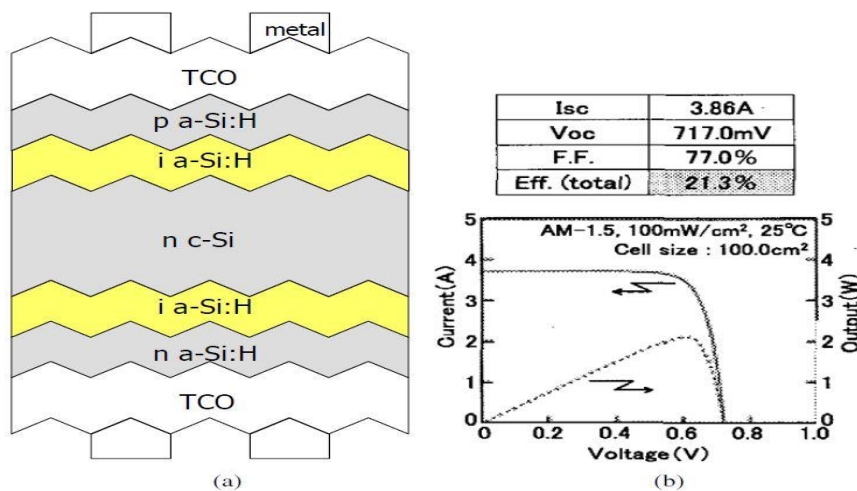 metal
TCO
p a-Si:H
i a-Si:H
n c-Si
i a-Si:H
n a-Si:H
TCO
(a)
Isc 3.86A
Voc 717.0mV
F.F. 77.0%
Eff. (total) 21.3%
AM-1.5, 100mW/cm², 25℃
Cell size : 100.0cm²
Current(A)
5
4
3
2
1
0
Output(W)
5
4
3
2
1
0
0 0.2 0.4 0.6 0.8 1.0
Voltage(V)
(b)